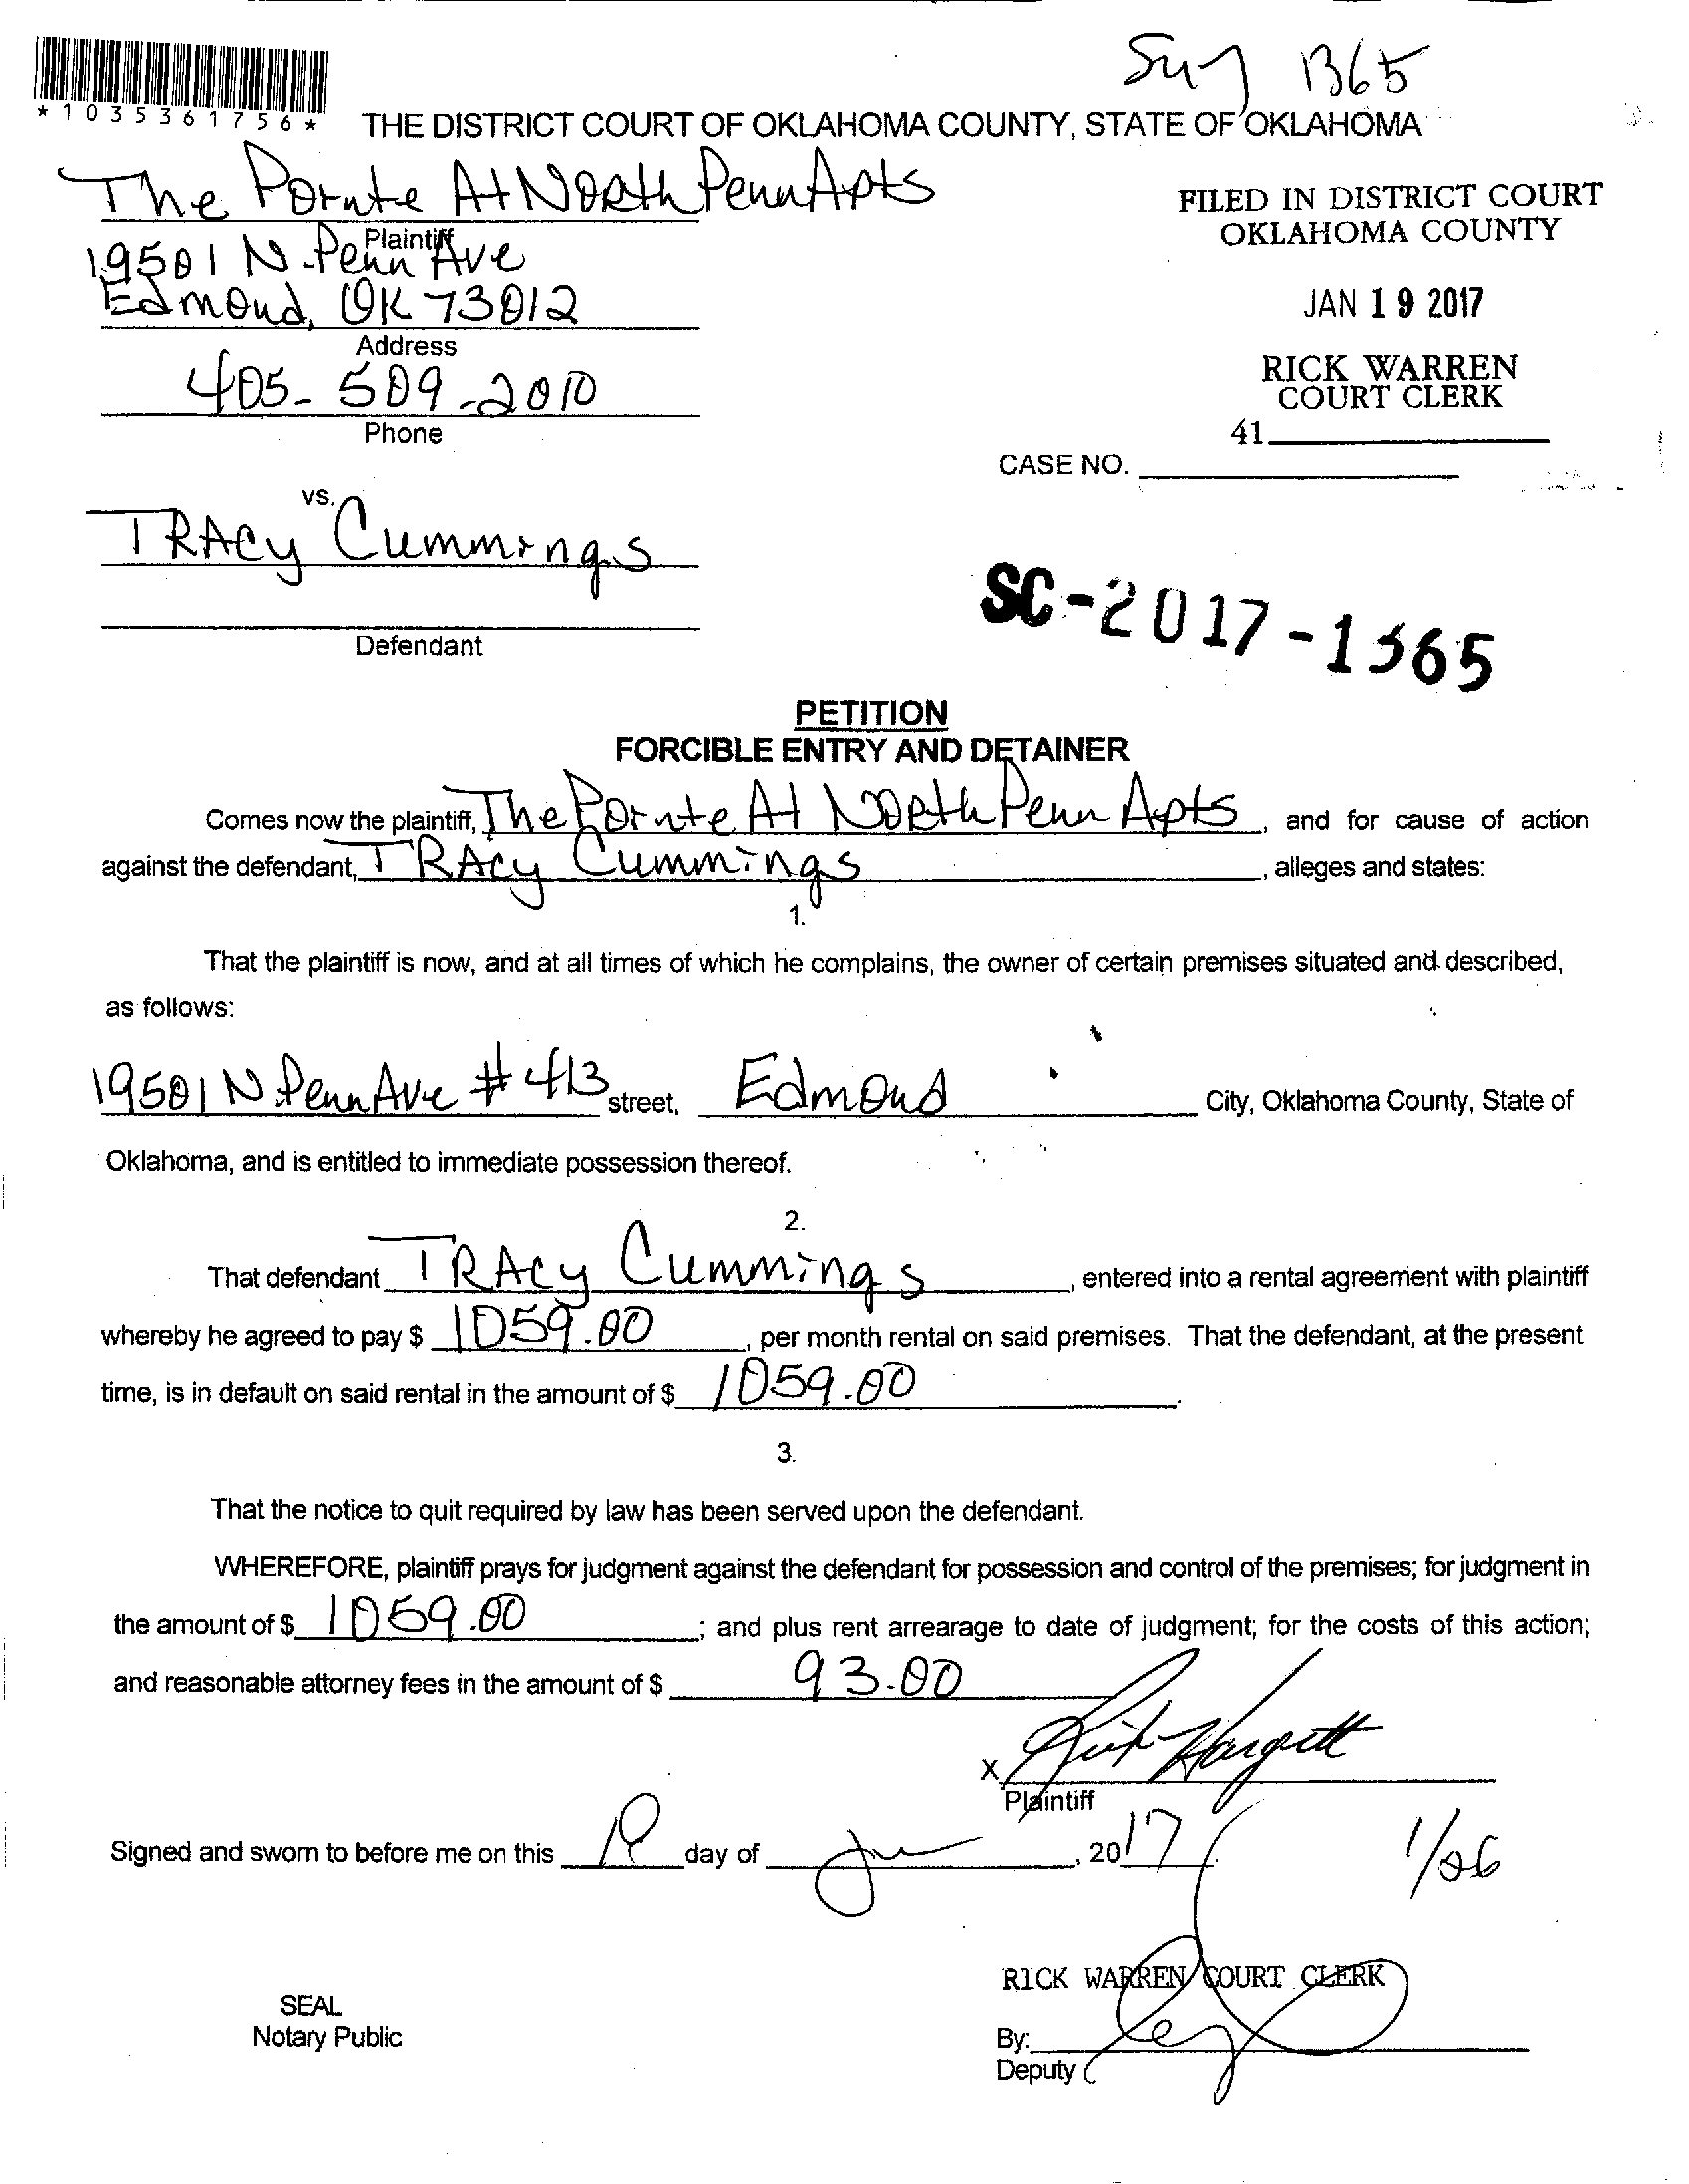 Sug 1365
*1035361756*
THE DISTRICT COURT OF OKLAHOMA COUNTY, STATE OF OKLAHOMA
The Pointe At North Penn Apts
Plaintiff
19501 N. Penn Ave
Edmond, OK 73012
Address
405-509-2010
Phone
FILED IN DISTRICT COURT
OKLAHOMA COUNTY
JAN 19 2017
RICK WARREN
COURT CLERK
41
CASE NO.
vs.
TRACy Cummings
Defendant
SC-2017-1365
PETITION
FORCIBLE ENTRY AND DETAINER
Comes now the plaintiff, The Pointe At North Penn Apts, and for cause of action
against the defendant, TRACy Cummings, alleges and states:
1.
That the plaintiff is now, and at all times of which he complains, the owner of certain premises situated and described,
as follows:
19501 N Penn Ave # 413 street, Edmond City, Oklahoma County, State of
Oklahoma, and is entitled to immediate possession thereof.
2.
That defendant TRACy Cummings, entered into a rental agreement with plaintiff
whereby he agreed to pay $ 1059.00, per month rental on said premises. That the defendant, at the present
time, is in default on said rental in the amount of $ 1059.00.
3.
That the notice to quit required by law has been served upon the defendant.
WHEREFORE, plaintiff prays for judgment against the defendant for possession and control of the premises; for judgment in
the amount of $ 1059.00; and plus rent arrearage to date of judgment; for the costs of this action;
and reasonable attorney fees in the amount of $ 93.00
x Rick Hargett
Plaintiff
Signed and sworn to before me on this 19 day of Jan, 2017
1/26
RICK WARREN COURT CLERK
SEAL
Notary Public
By:
Deputy